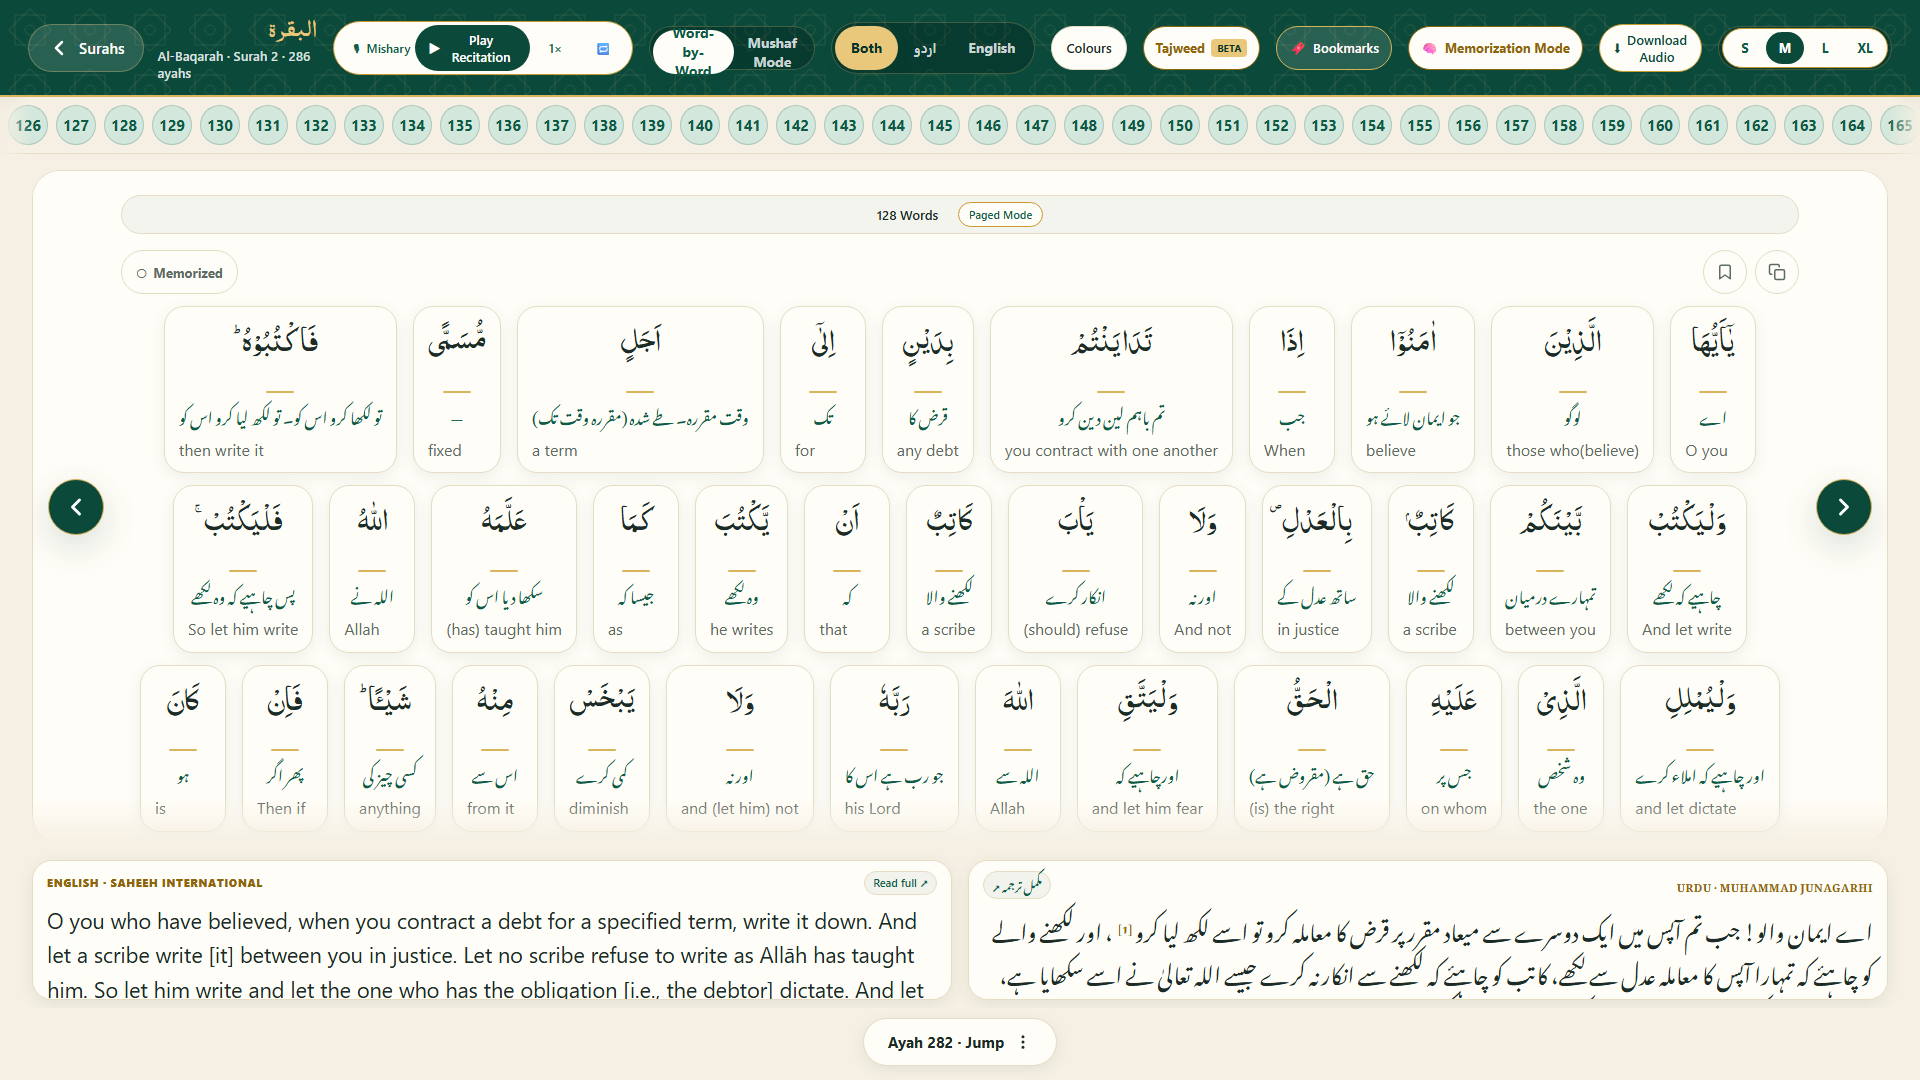 Surahs
البقرة
Al-Baqarah · Surah 2 · 286
ayahs
Mishary
Play
Recitation
1×
Word-
by-
Word
Mushaf
Mode
Both
اردو
English
Colours
Tajweed BETA
Bookmarks
Memorization Mode
Download
Audio
S M L XL
126 127 128 129 130 131 132 133 134 135 136 137 138 139 140 141 142 143 144 145 146 147 148 149 150 151 152 153 154 155 156 157 158 159 160 161 162 163 164 165
128 Words Paged Mode
Memorized
يٰٓاَيُّهَا الَّذِيْنَ اٰمَنُوْٓا اِذَا تَدَايَنْتُمْ بِدَيْنٍ اِلٰٓى اَجَلٍ مُّسَمًّى فَاكْتُبُوْهُ ؕ
اے لوگو جو ایمان لائے ہو جب تم باہم لین دین کرو قرض کا تک وقت مقررہ۔ طے شدہ (مقررہ وقت تک) — تو لکھا کرو اس کو۔ تو لکھ لیا کرو اس کو
O you those who(believe) believe When you contract with one another any debt for a term fixed then write it
وَلْيَكْتُبْ بَّيْنَكُمْ كَاتِبٌۢ بِالْعَدْلِ ۪ وَلَا يَاْبَ كَاتِبٌ اَنْ يَّكْتُبَ كَمَا عَلَّمَهُ اللّٰهُ فَلْيَكْتُبْ ۚ
چاہیے کہ لکھے تمہارے درمیان لکھنے والا ساتھ عدل کے اور نہ انکار کرے لکھنے والا کہ وہ لکھے جیسا کہ سکھا دیا اس کو اللہ نے پس چاہیے کہ وہ لکھے
And let write between you a scribe in justice And not (should) refuse a scribe that he writes as (has) taught him Allah So let him write
وَلْيُمْلِلِ الَّذِيْ عَلَيْهِ الْحَقُّ وَلْيَتَّقِ اللّٰهَ رَبَّهٗ وَلَا يَبْخَسْ مِنْهُ شَيْـًٔا ؕ فَاِنْ كَانَ
اور چاہیے کہ املاء کرے وہ شخص جس پر حق ہے (مقروض ہے) اور چاہیے کہ اللہ سے جو رب ہے اس کا اور نہ کمی کرے اس سے کسی چیز کی پھر اگر ہو
and let dictate the one on whom (is) the right and let him fear Allah his Lord and (let him) not diminish from it anything Then if is
ENGLISH · SAHEEH INTERNATIONAL
Read full ↗
O you who have believed, when you contract a debt for a specified term, write it down. And
let a scribe write [it] between you in justice. Let no scribe refuse to write as Allāh has taught
him. So let him write and let the one who has the obligation [i.e., the debtor] dictate. And let
URDU · MUHAMMAD JUNAGARHI
مکمل ترجمہ ↗
اے ایمان والو! جب تم آپس میں ایک دوسرے سے میعاد مقرر پر قرض کا معاملہ کرو تو اسے لکھ لیا کرو [1] ، اور لکھنے والے
کو چاہئے کہ تمہارا آپس کا معاملہ عدل سے لکھے، کاتب کو چاہئے کہ لکھنے سے انکار نہ کرے جیسے اللہ تعالیٰ نے اسے سکھایا ہے،
Ayah 282 · Jump